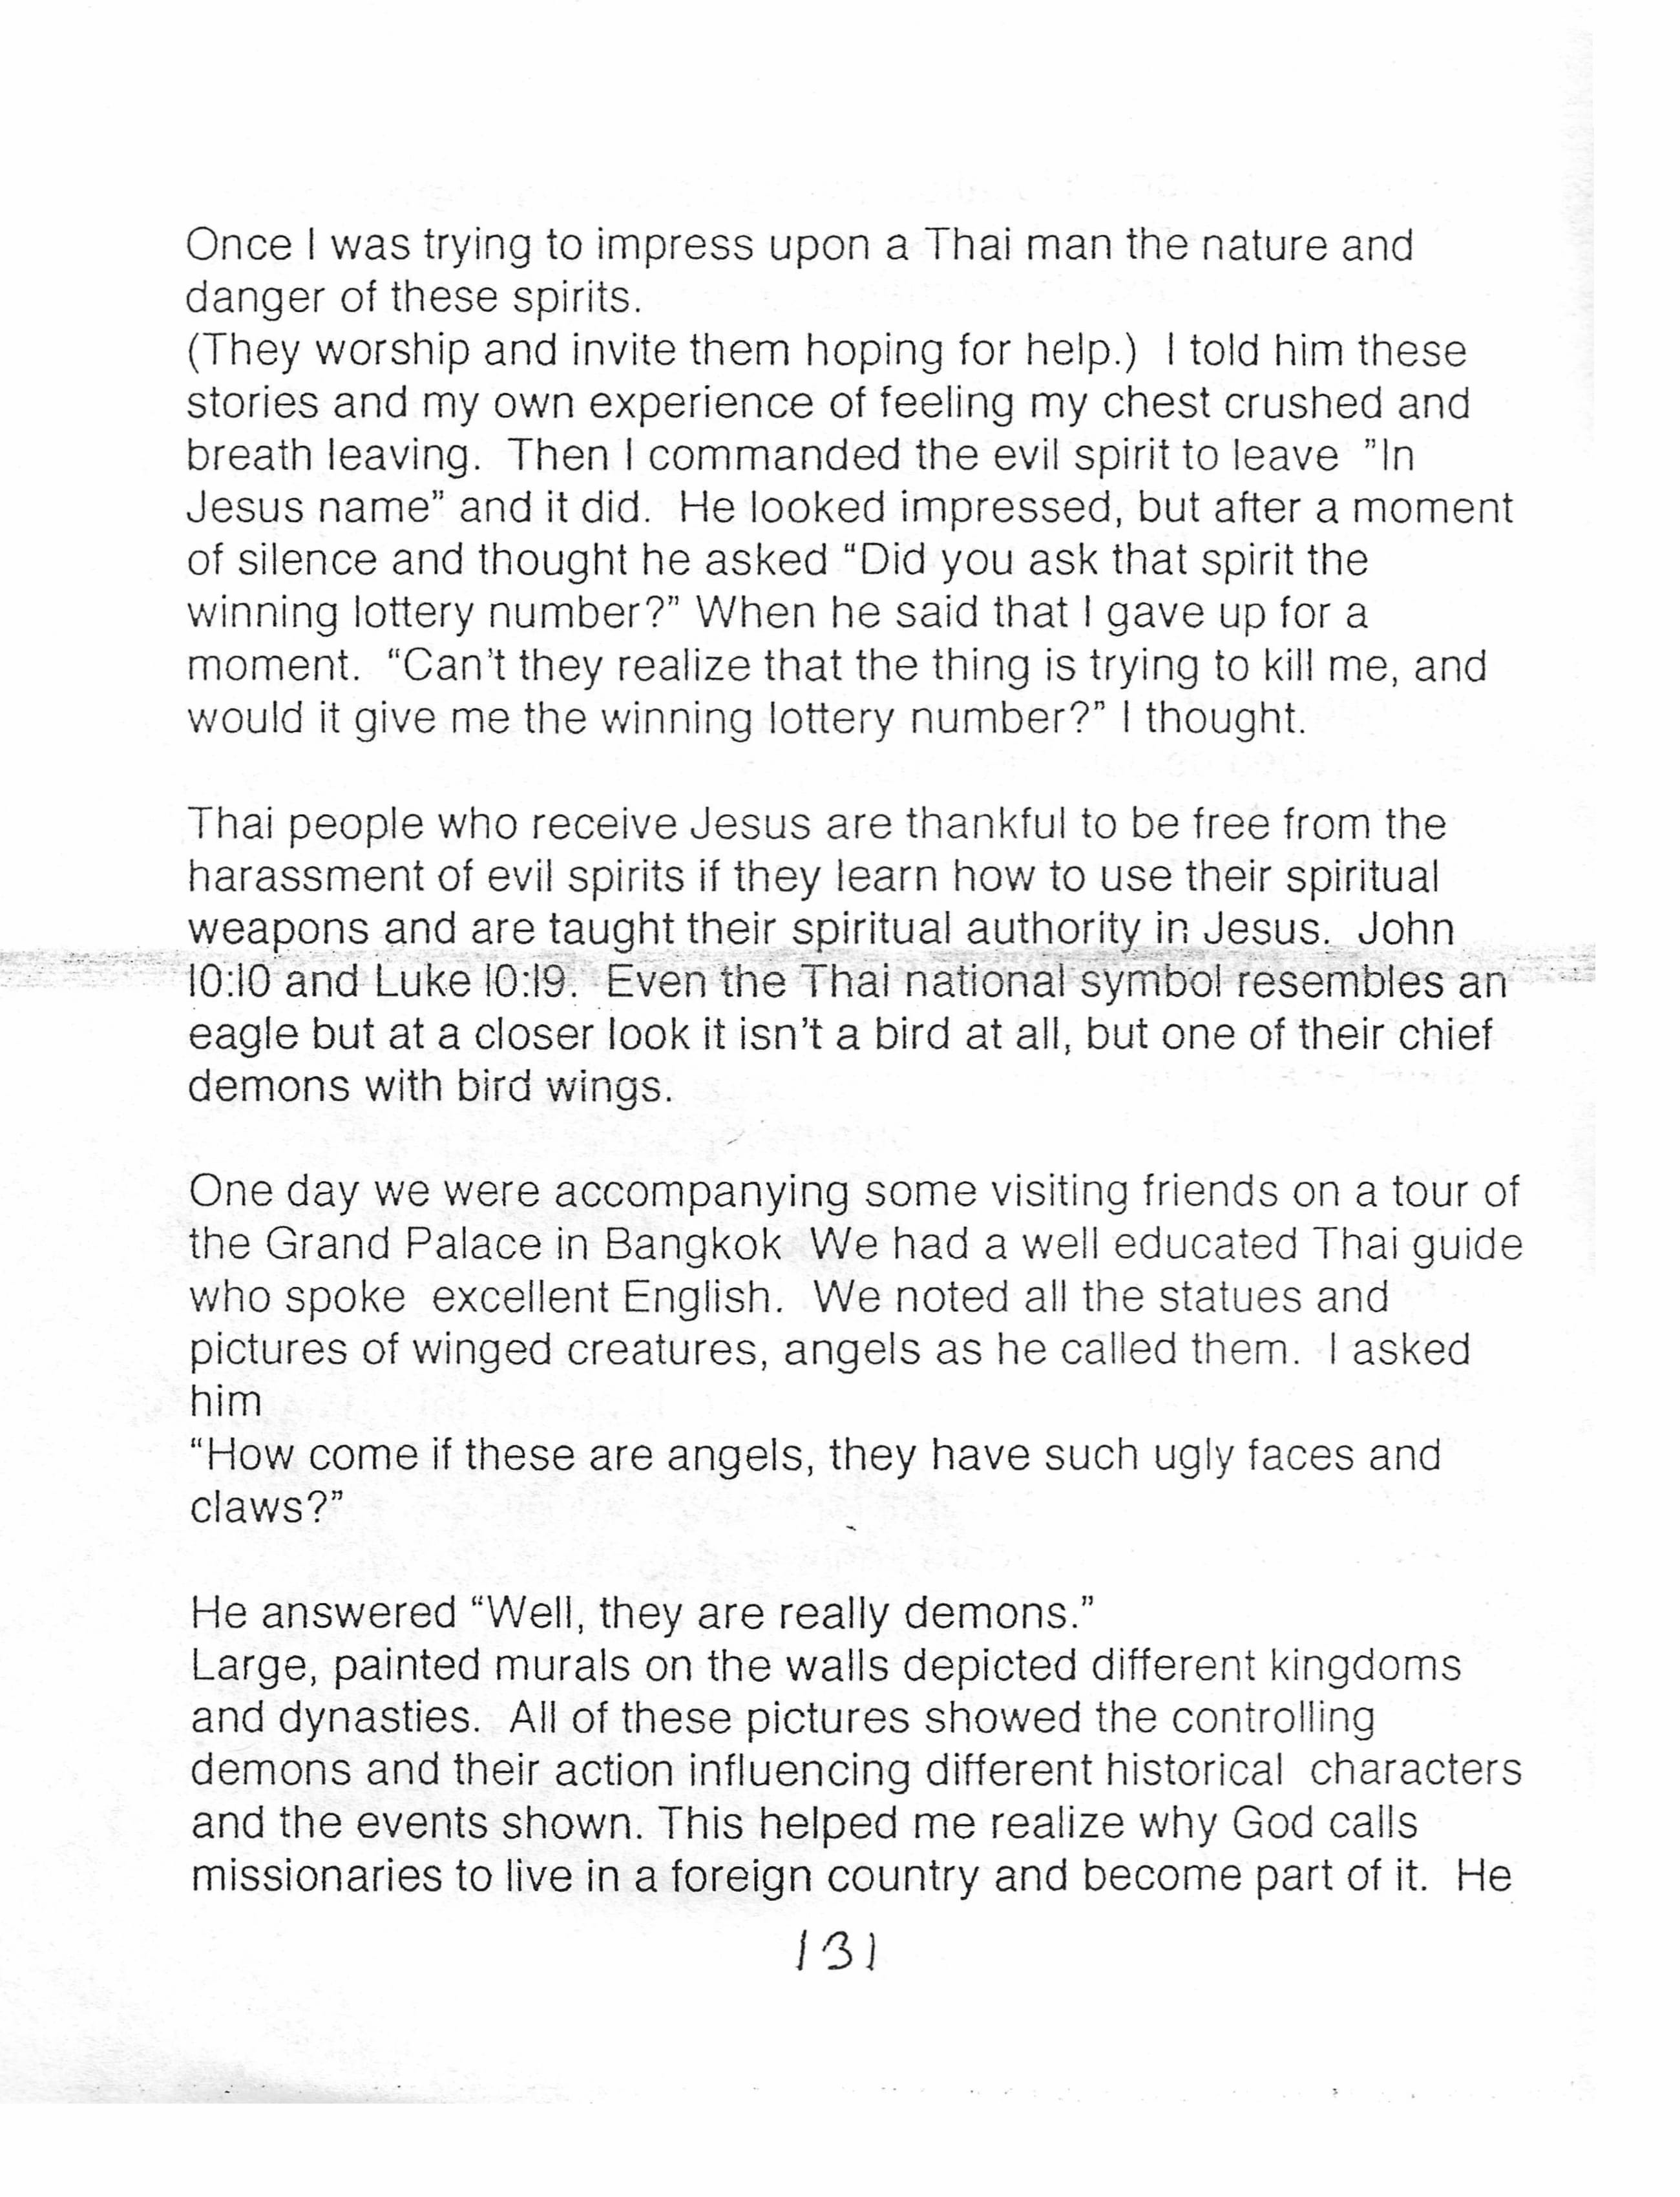 Once I was trying to impress upon a Thai man the nature and
danger of these spirits.
(They worship and invite them hoping for help.)  I told him these
stories and my own experience of feeling my chest crushed and
breath leaving.  Then I commanded the evil spirit to leave  "In
Jesus name" and it did.  He looked impressed, but after a moment
of silence and thought he asked “Did you ask that spirit the
winning lottery number?” When he said that I gave up for a
moment.  “Can't they realize that the thing is trying to kill me, and
would it give me the winning lottery number?” I thought.

Thai people who receive Jesus are thankful to be free from the
harassment of evil spirits if they learn how to use their spiritual
weapons and are taught their spiritual authority in Jesus.  John
10:10 and Luke 10:19.  Even the Thai national symbol resembles an
eagle but at a closer look it isn't a bird at all, but one of their chief
demons with bird wings.

One day we were accompanying some visiting friends on a tour of
the Grand Palace in Bangkok  We had a well educated Thai guide
who spoke  excellent English.  We noted all the statues and
pictures of winged creatures, angels as he called them.  I asked
him
“How come if these are angels, they have such ugly faces and
claws?”

He answered “Well, they are really demons.”
Large, painted murals on the walls depicted different kingdoms
and dynasties.  All of these pictures showed the controlling
demons and their action influencing different historical  characters
and the events shown. This helped me realize why God calls
missionaries to live in a foreign country and become part of it.  He
131